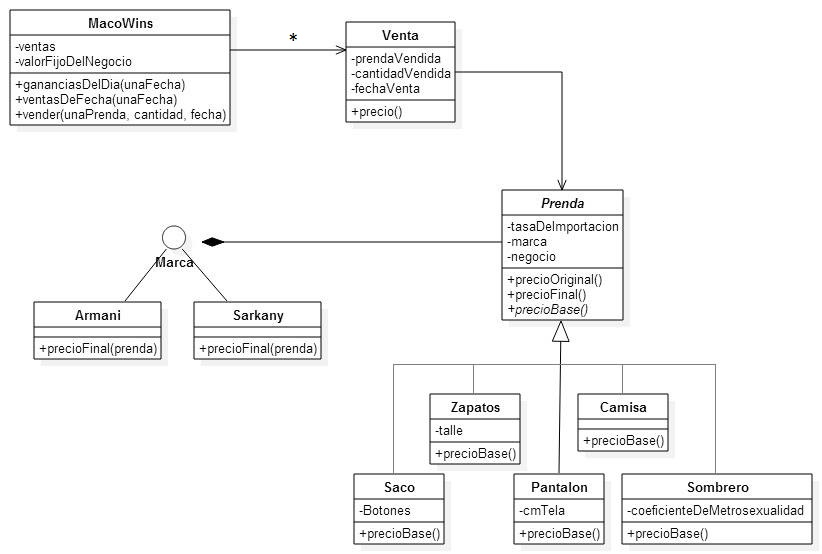 MacoWins
-ventas
-valorFijoDelNegocio
+gananciasDelDia(unaFecha)
+ventasDeFecha(unaFecha)
+vender(unaPrenda, cantidad, fecha)
*
Venta
-prendaVendida
-cantidadVendida
-fechaVenta
+precio()
Prenda
-tasaDeImportacion
-marca
-negocio
+precioOriginal()
+precioFinal()
+precioBase()
Marca
Armani
+precioFinal(prenda)
Sarkany
+precioFinal(prenda)
Zapatos
-talle
+precioBase()
Camisa
+precioBase()
Saco
-Botones
+precioBase()
Pantalon
-cmTela
+precioBase()
Sombrero
-coeficienteDeMetrosexualidad
+precioBase()